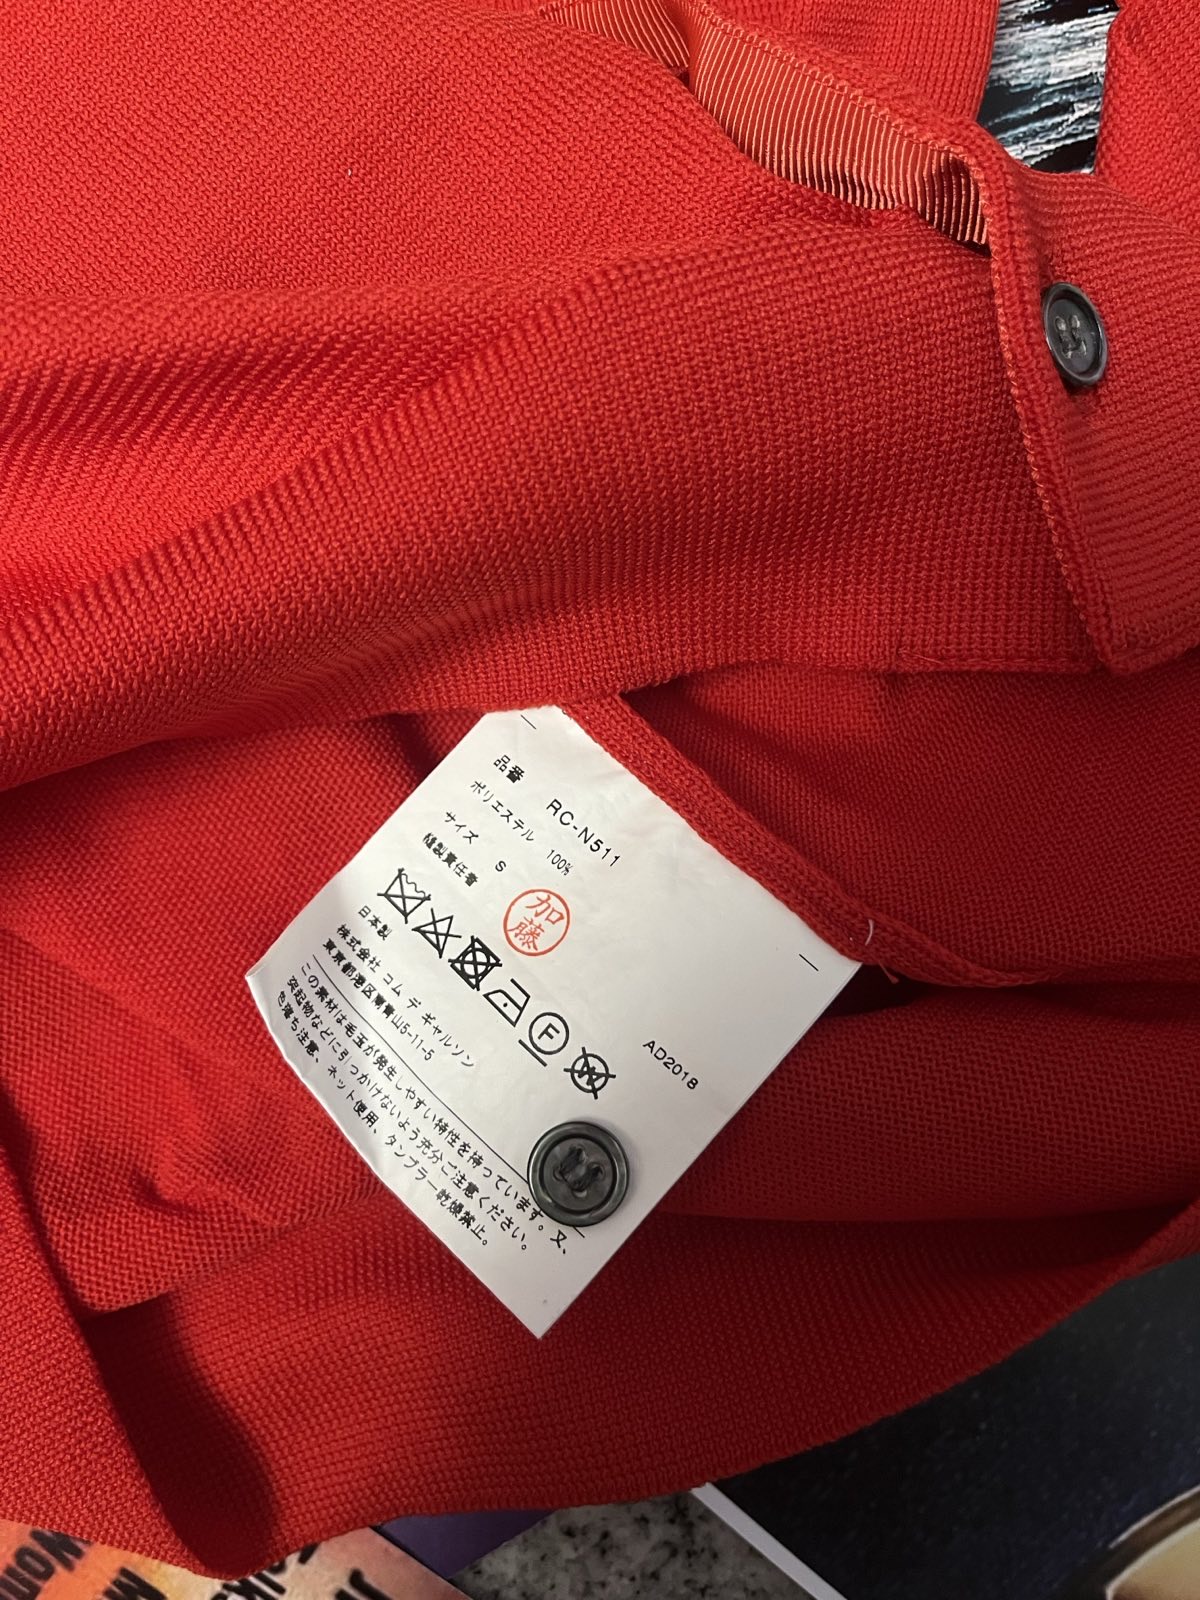 品番 RC-N511
ポリエステル 100%
サイズ S
縫製責任者 加藤
F
W
日本製
株式会社 コム デ ギャルソン
東京都港区南青山5-11-5
AD2018
この素材は毛玉が発生しやすい特性を持っています。又、
突起物などに引っかけないよう充分ご注意ください。
色落ち注意、ネット使用、タンブラー乾燥禁止。